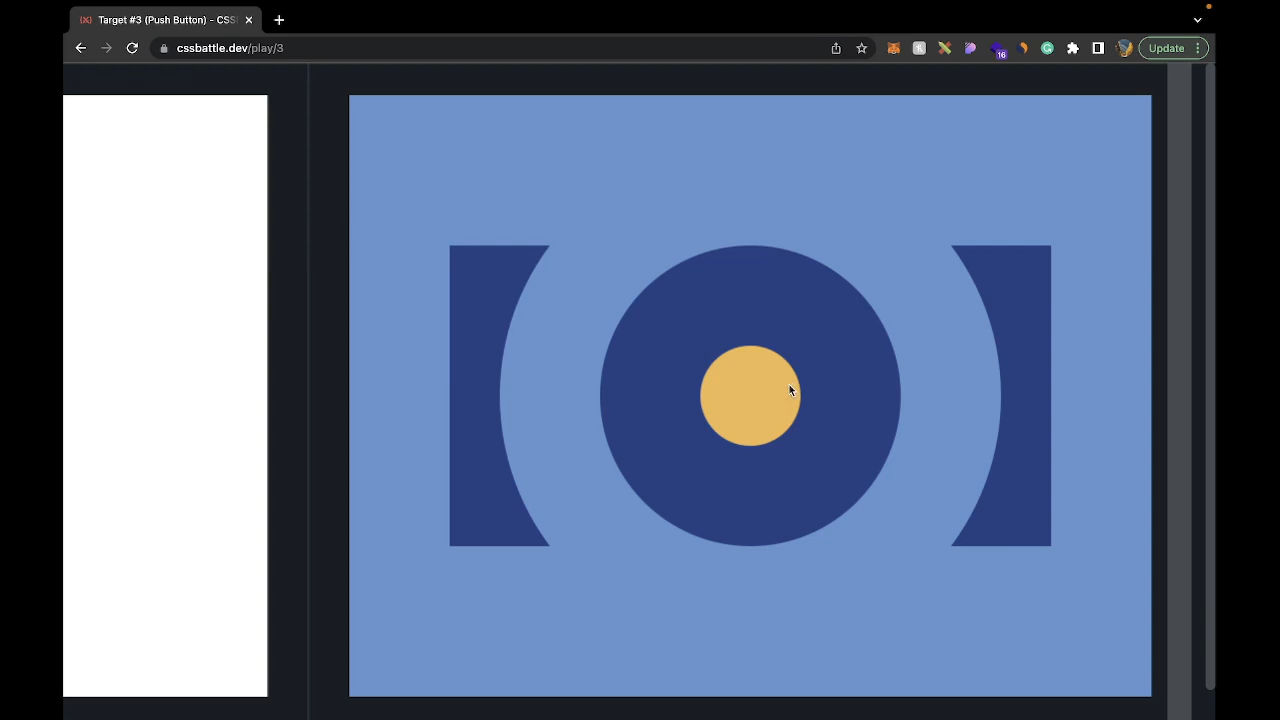 Target #3 (Push Button) - CSS
cssbattle.dev/play/3
Update
16